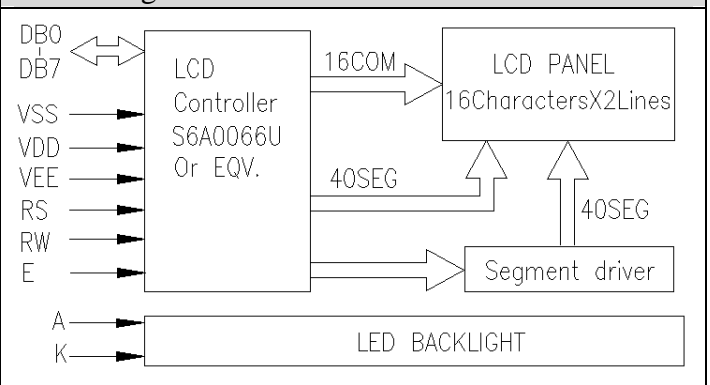 DB0
DB7
VSS
VDD
VEE
RS
RW
E
LCD
Controller
S6A0066U
Or EQV.
16COM
40SEG
LCD PANEL
16CharactersX2Lines
40SEG
Segment driver
A
K
LED BACKLIGHT